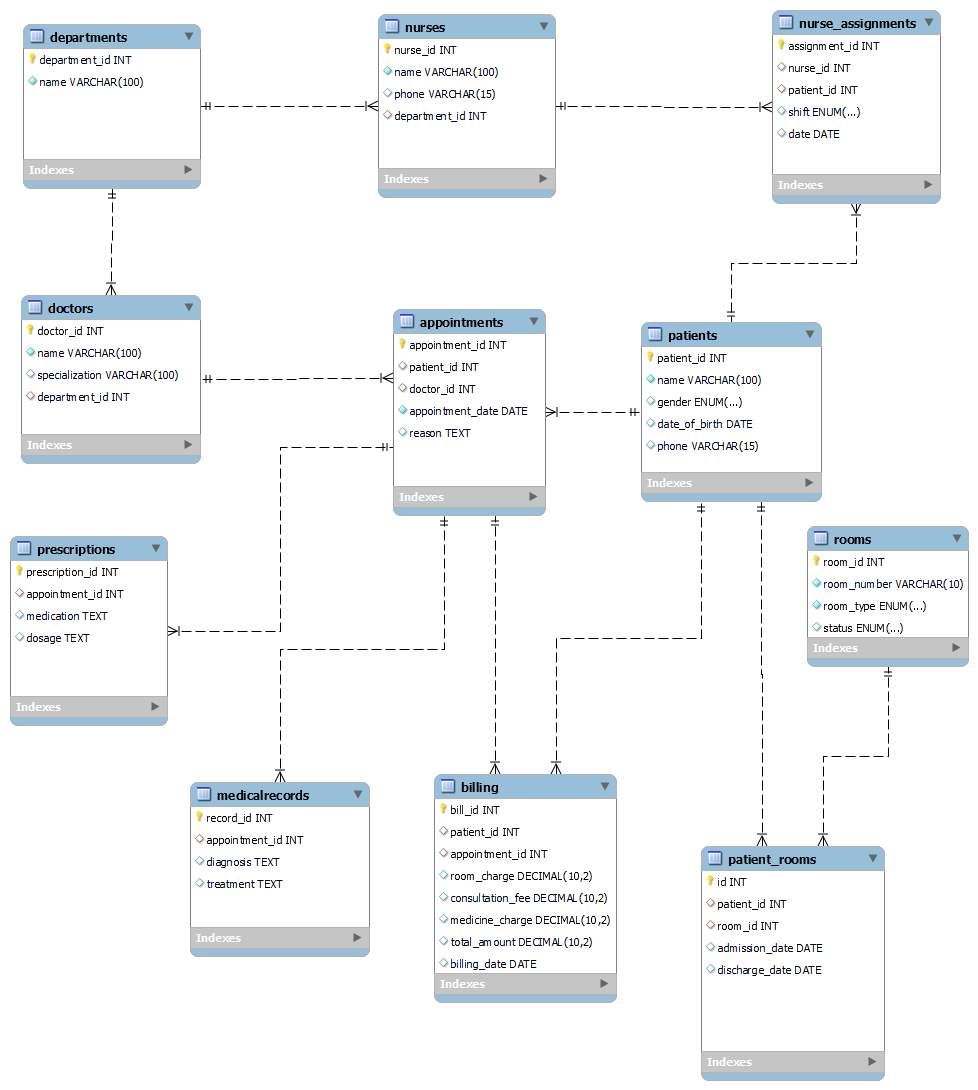 departments
department_id INT
name VARCHAR(100)
Indexes
nurses
nurse_id INT
name VARCHAR(100)
phone VARCHAR(15)
department_id INT
Indexes
nurse_assignments
assignment_id INT
nurse_id INT
patient_id INT
shift ENUM(...)
date DATE
Indexes
doctors
doctor_id INT
name VARCHAR(100)
specialization VARCHAR(100)
department_id INT
Indexes
appointments
appointment_id INT
patient_id INT
doctor_id INT
appointment_date DATE
reason TEXT
Indexes
patients
patient_id INT
name VARCHAR(100)
gender ENUM(...)
date_of_birth DATE
phone VARCHAR(15)
Indexes
prescriptions
prescription_id INT
appointment_id INT
medication TEXT
dosage TEXT
Indexes
rooms
room_id INT
room_number VARCHAR(10)
room_type ENUM(...)
status ENUM(...)
Indexes
medicalrecords
record_id INT
appointment_id INT
diagnosis TEXT
treatment TEXT
Indexes
billing
bill_id INT
patient_id INT
appointment_id INT
room_charge DECIMAL(10,2)
consultation_fee DECIMAL(10,2)
medicine_charge DECIMAL(10,2)
total_amount DECIMAL(10,2)
billing_date DATE
Indexes
patient_rooms
id INT
patient_id INT
room_id INT
admission_date DATE
discharge_date DATE
Indexes